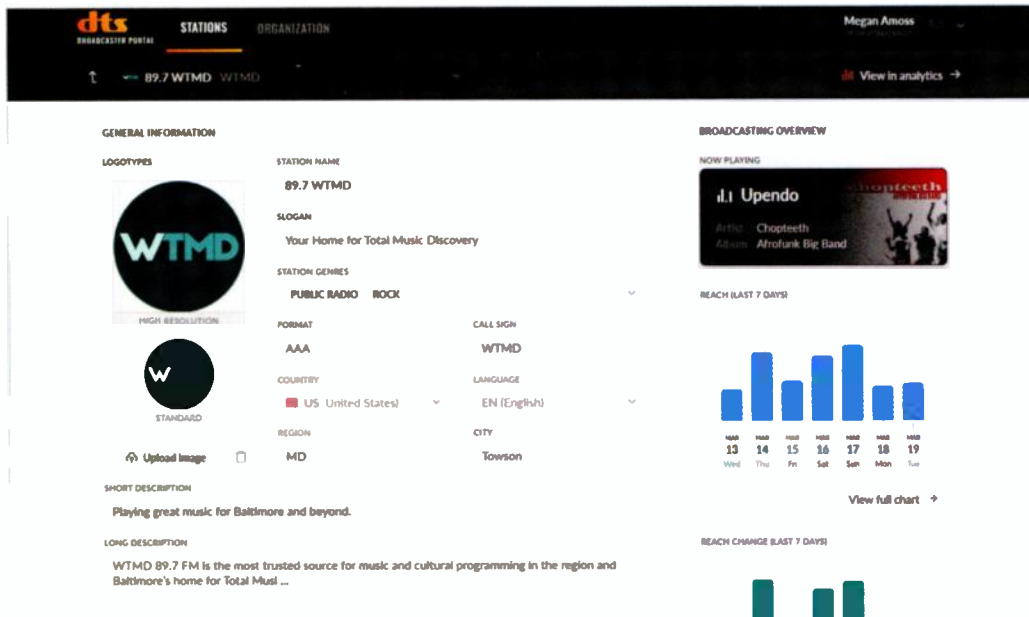 dts
BROADCASTER PORTAL
STATIONS
ORGANIZATION
Megan Amoss
89.7 WTMD WTMD
View in analytics →
GENERAL INFORMATION
LOGOTYPES
WTMD
HIGH RESOLUTION
W
STANDARD
Upload image
STATION NAME
89.7 WTMD
SLOGAN
Your Home for Total Music Discovery
STATION GENRES
PUBLIC RADIO ROCK
FORMAT
AAA
CALL SIGN
WTMD
COUNTRY
US United States)
LANGUAGE
EN (English)
REGION
MD
CITY
Towson
SHORT DESCRIPTION
Playing great music for Baltimore and beyond.
LONG DESCRIPTION
WTMD 89.7 FM is the most trusted source for music and cultural programming in the region and
Baltimore's home for Total Musi ...
BROADCASTING OVERVIEW
NOW PLAYING
Upendo
chopteeth
Artist Chopteeth
Album Afrofunk Big Band
REACH (LAST 7 DAYS)
MAR MAR MAR MAR MAR MAR MAR
13 14 15 16 17 18 19
Wed Thu Fri Sat Sun Mon Tue
View full chart →
REACH CHANGE (LAST 7 DAYS)